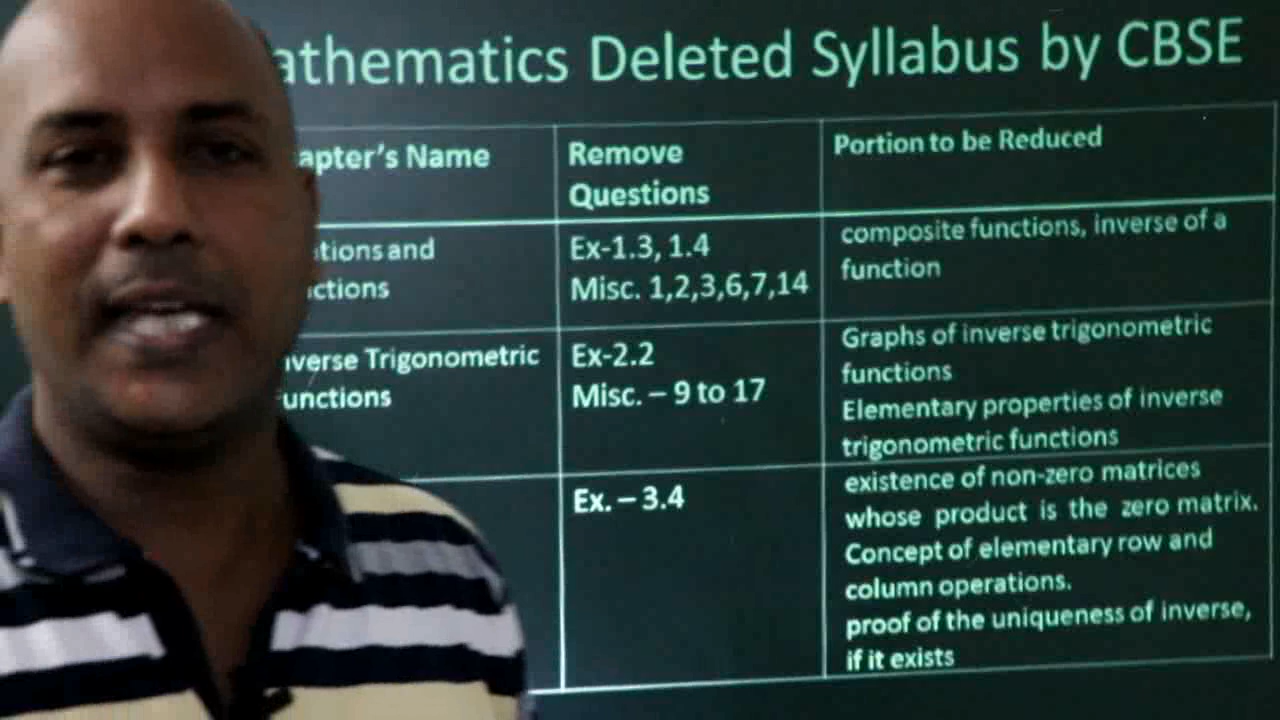 athematics Deleted Syllabus by CBSE
apter's Name
Remove
Questions
Portion to be Reduced
tions and
ctions
Ex-1.3, 1.4
Misc. 1,2,3,6,7,14
composite functions, inverse of a
function
verse Trigonometric
unctions
Ex-2.2
Misc. – 9 to 17
Graphs of inverse trigonometric
functions
Elementary properties of inverse
trigonometric functions
Ex. – 3.4
existence of non-zero matrices
whose product is the zero matrix.
Concept of elementary row and
column operations.
proof of the uniqueness of inverse,
if it exists